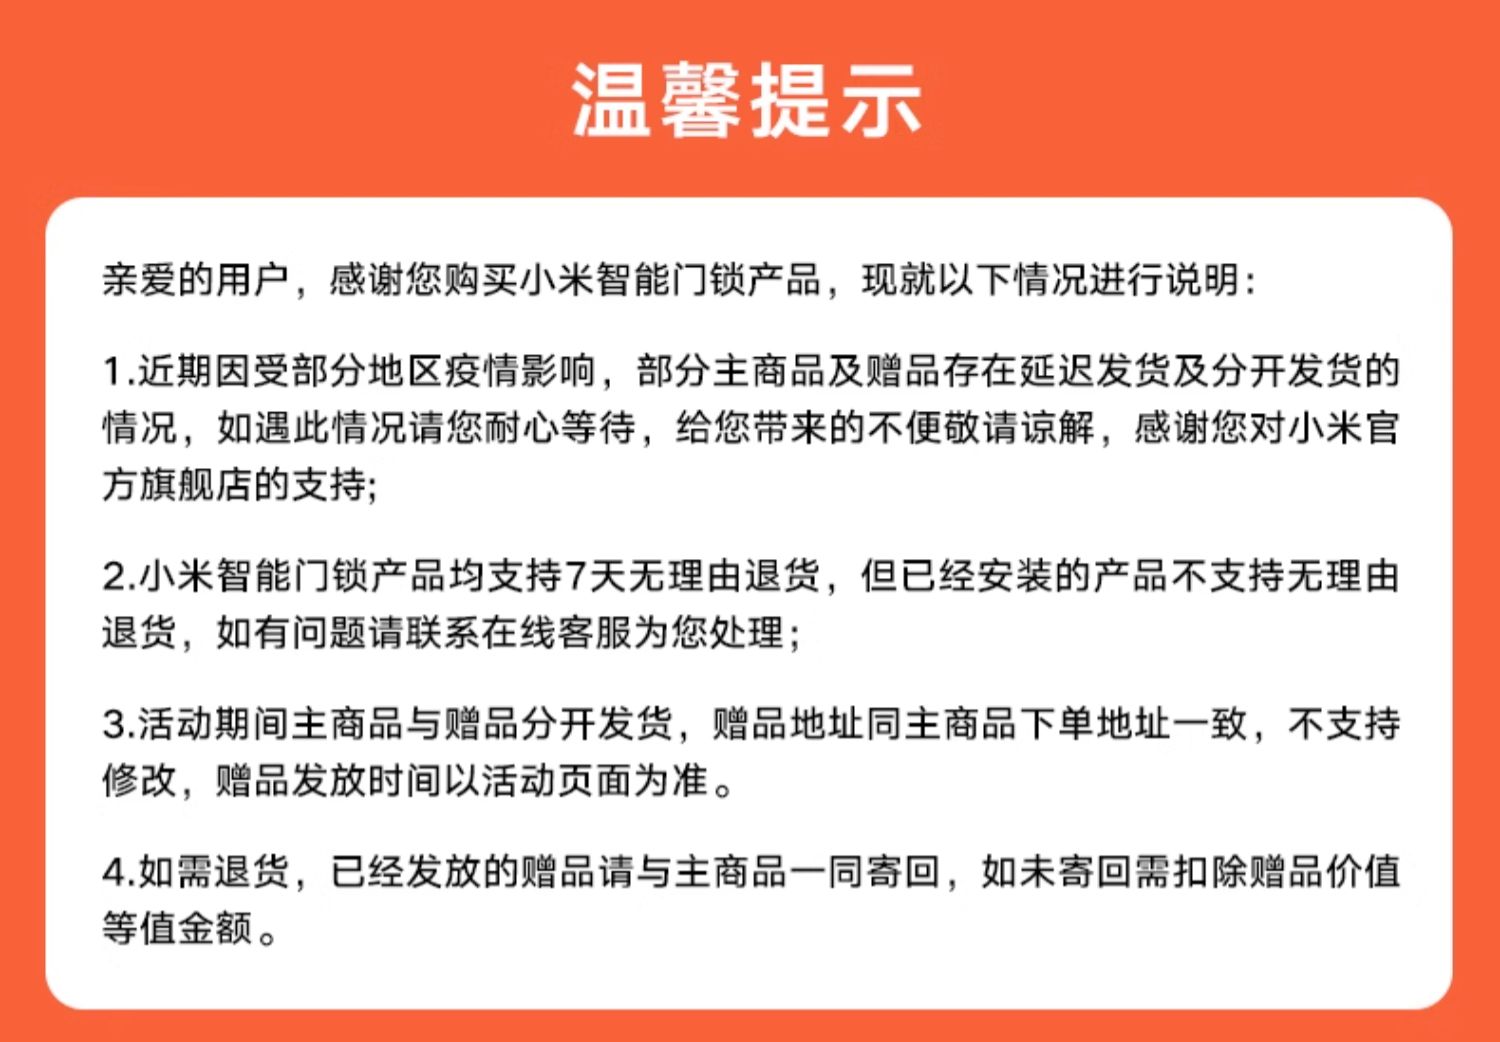 温馨提示
亲爱的用户，感谢您购买小米智能门锁产品，现就以下情况进行说明：
1.近期因受部分地区疫情影响，部分主商品及赠品存在延迟发货及分开发货的
情况，如遇此情况请您耐心等待，给您带来的不便敬请谅解，感谢您对小米官
方旗舰店的支持;
2.小米智能门锁产品均支持7天无理由退货，但已经安装的产品不支持无理由
退货，如有问题请联系在线客服为您处理；
3.活动期间主商品与赠品分开发货，赠品地址同主商品下单地址一致，不支持
修改，赠品发放时间以活动页面为准。
4.如需退货，已经发放的赠品请与主商品一同寄回，如未寄回需扣除赠品价值
等值金额。